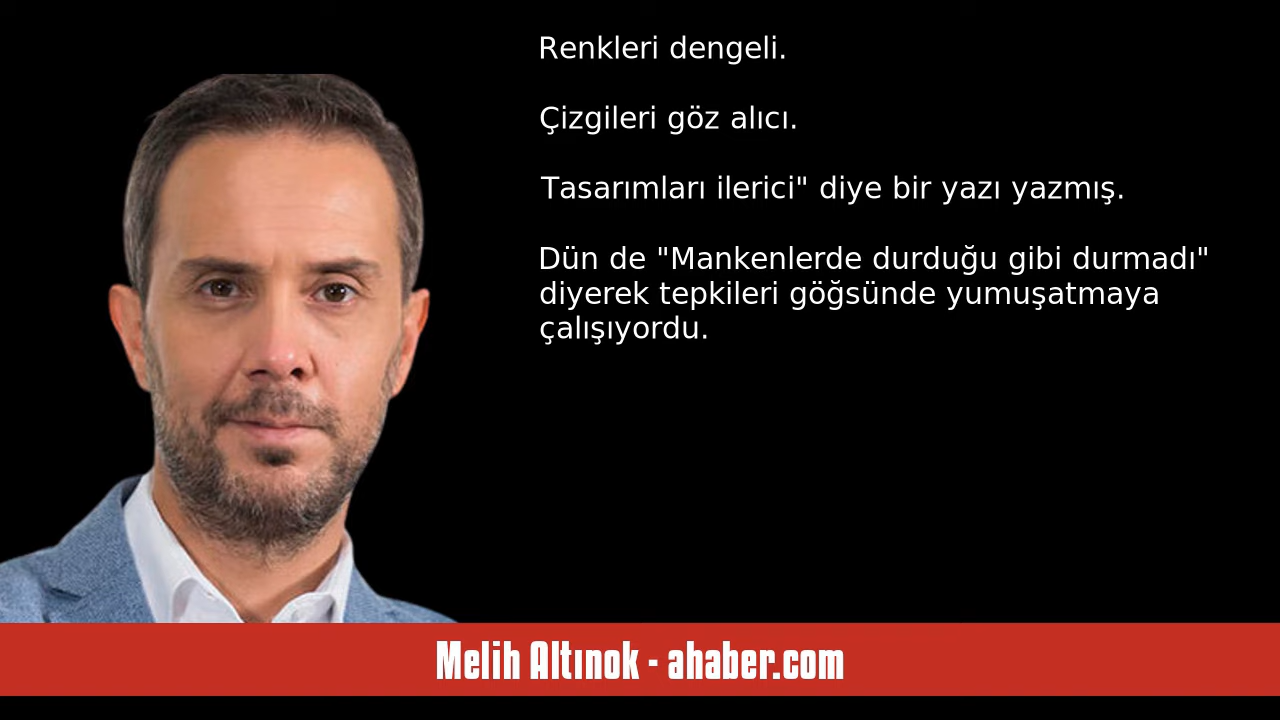 Renkleri dengeli.
Çizgileri göz alıcı.
Tasarımları ilerici" diye bir yazı yazmış.
Dün de "Mankenlerde durduğu gibi durmadı"
diyerek tepkileri göğsünde yumuşatmaya
çalışıyordu.
Melih Altınok - ahaber.com